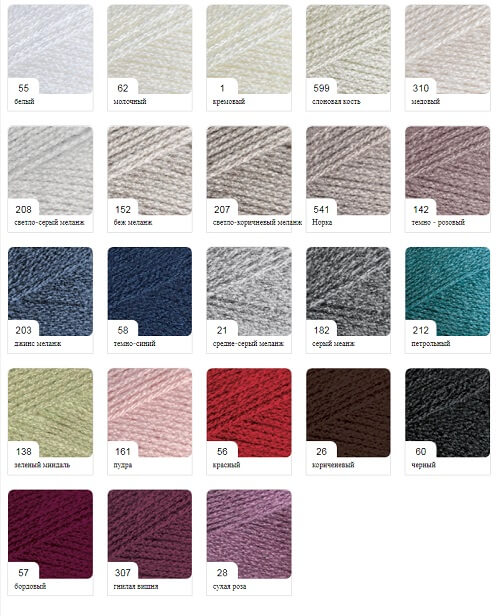 55
белый
62
молочный
1
кремовый
599
слоновая кость
310
медовый
208
светло-серый меланж
152
беж меланж
207
светло-коричневый меланж
541
Норка
142
темно - розовый
203
джинс меланж
58
темно-синий
21
средне-серый меланж
182
серый меанж
212
петрольный
138
зеленый миндаль
161
пудра
56
красный
26
коричневый
60
черный
57
бордовый
307
гнилая вишня
28
сухая роза